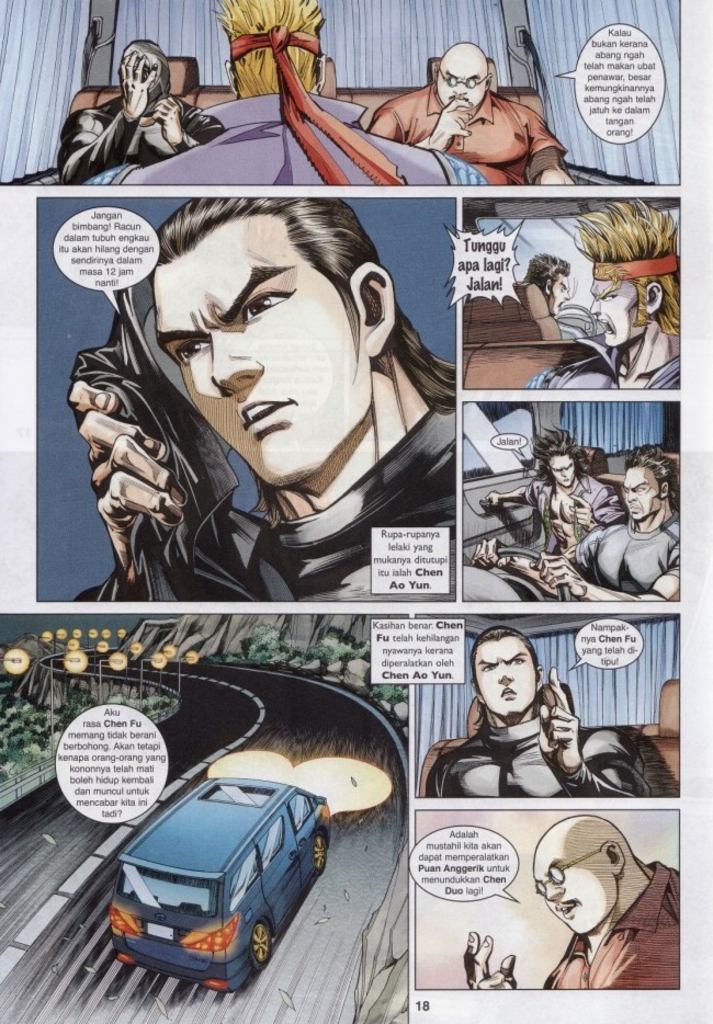 Kalau
bukan kerana
abang ngah
telah makan ubat
penawar, besar
kemungkinannya
abang ngah telah
jatuh ke dalam
tangan
orang!
Jangan
bimbang! Racun
dalam tubuh engkau
itu akan hilang dengan
sendirinya dalam
masa 12 jam
nanti!
Tunggu
apa lagi?
Jalan!
Jalan!
Rupa-rupanya
lelaki yang
mukanya ditutupi
itu ialah Chen
Ao Yun.
Kasihan benar. Chen
Fu telah kehilangan
nyawanya kerana
diperalatkan oleh
Chen Ao Yun.
Nampak-
nya Chen Fu
yang telah di-
tipu!
Aku
rasa Chen Fu
memang tidak berani
berbohong. Akan tetapi
kenapa orang-orang yang
kononnya telah mati
boleh hidup kembali
dan muncul untuk
mencabar kita ini
tadi?
Adalah
mustahil kita akan
dapat memperalatkan
Puan Anggerik untuk
menundukkan Chen
Duo lagi!
18